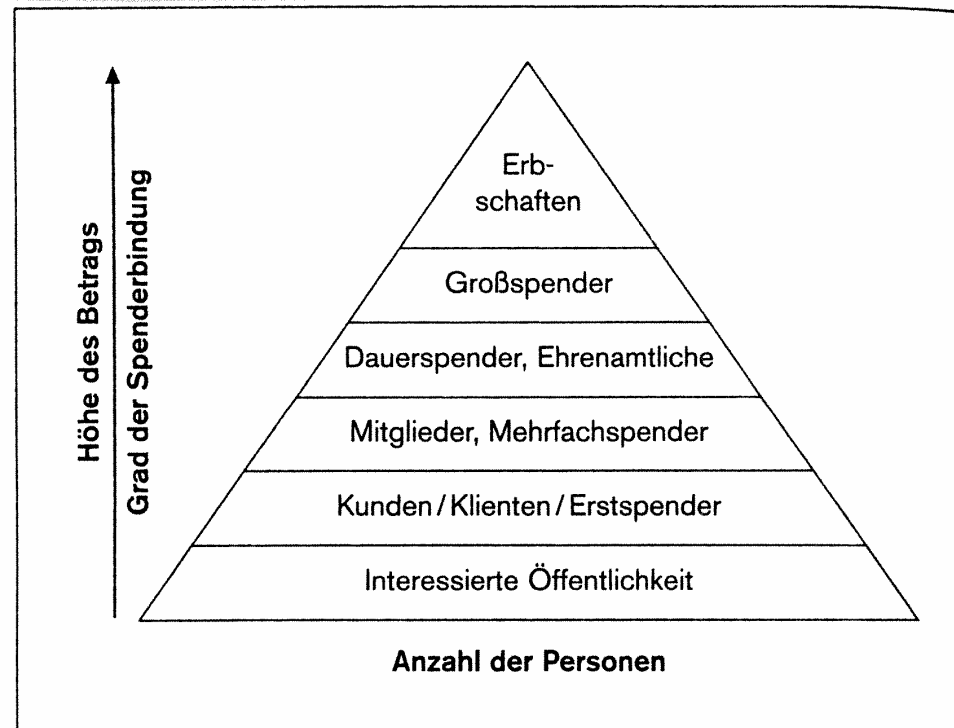 Höhe des Betrags
Grad der Spenderbindung
Erb-
schaften
Großspender
Dauerspender, Ehrenamtliche
Mitglieder, Mehrfachspender
Kunden/Klienten/Erstspender
Interessierte Öffentlichkeit
Anzahl der Personen